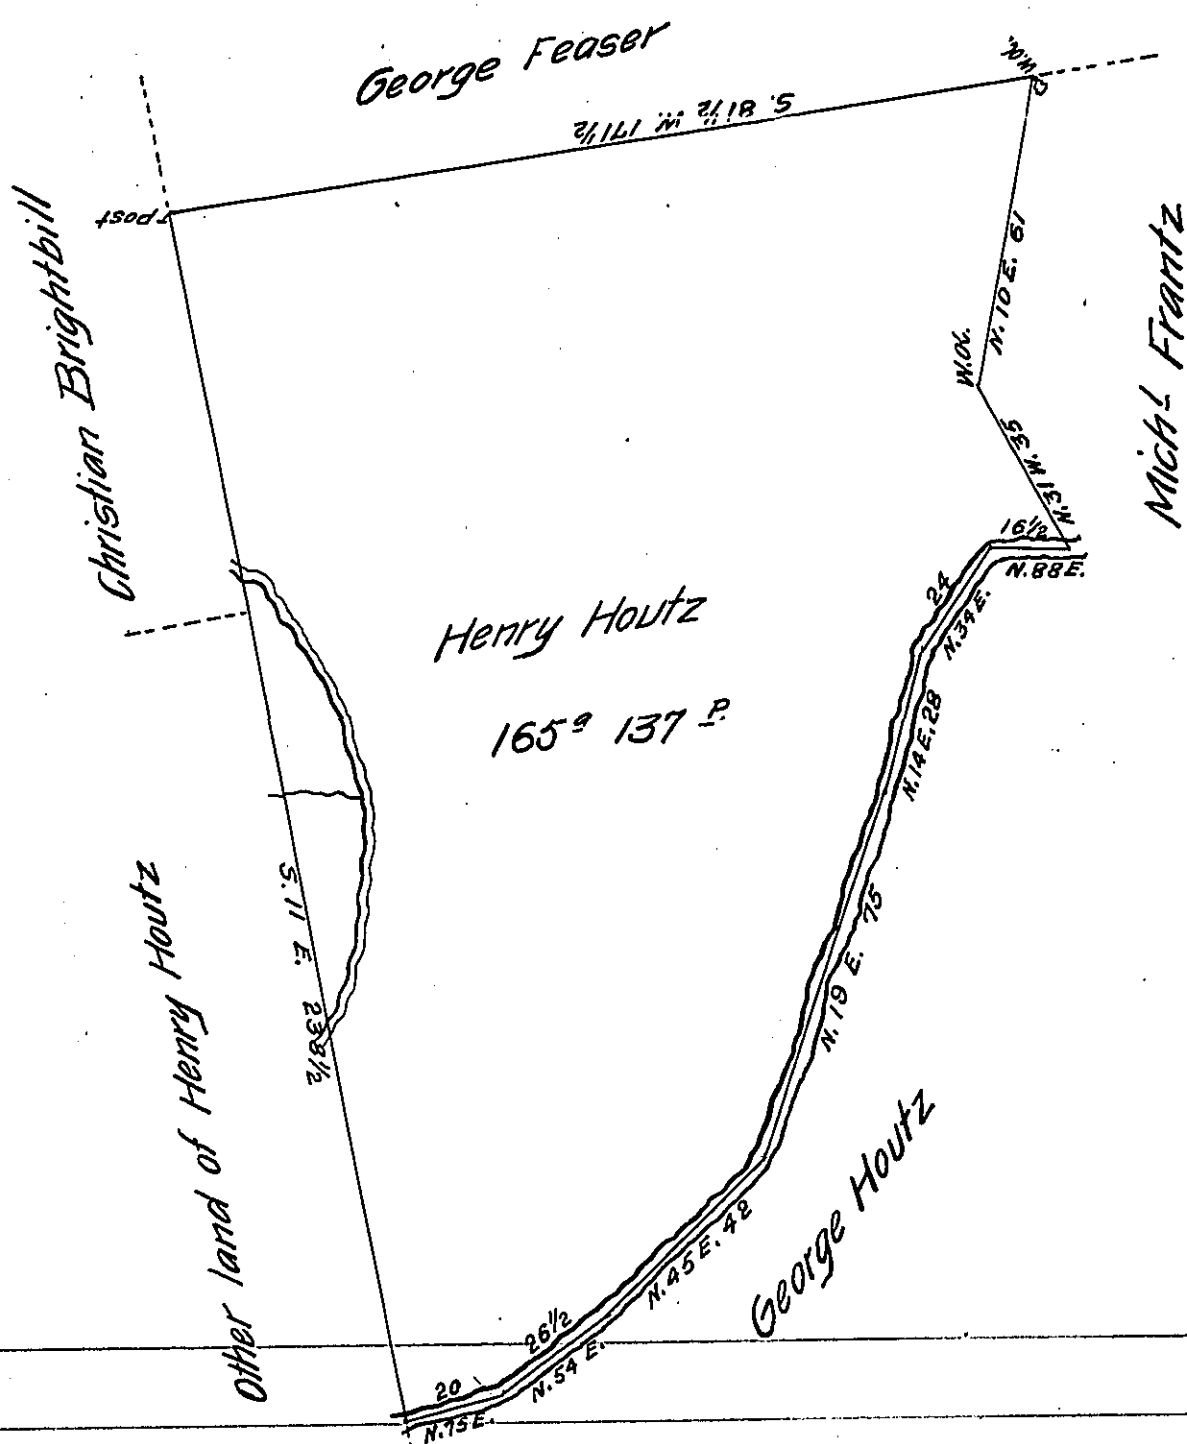 George Feaser
W.O.
S. 81½ W. 171½
post
Christian Brightbill
N. 10 E. 61
Mich^L Frantz
W.O.
N. 31 W. 35
16½
N. 88 E.
24
N. 34 E.
Henry Houtz
165 a 137 P.
N. 14 E. 28
S. 11 E. 238½
N. 19 E. 75
Other land of Henry Houtz
George Houtz
N. 45 E. 42
26½
N. 54 E.
20
N. 75 E.